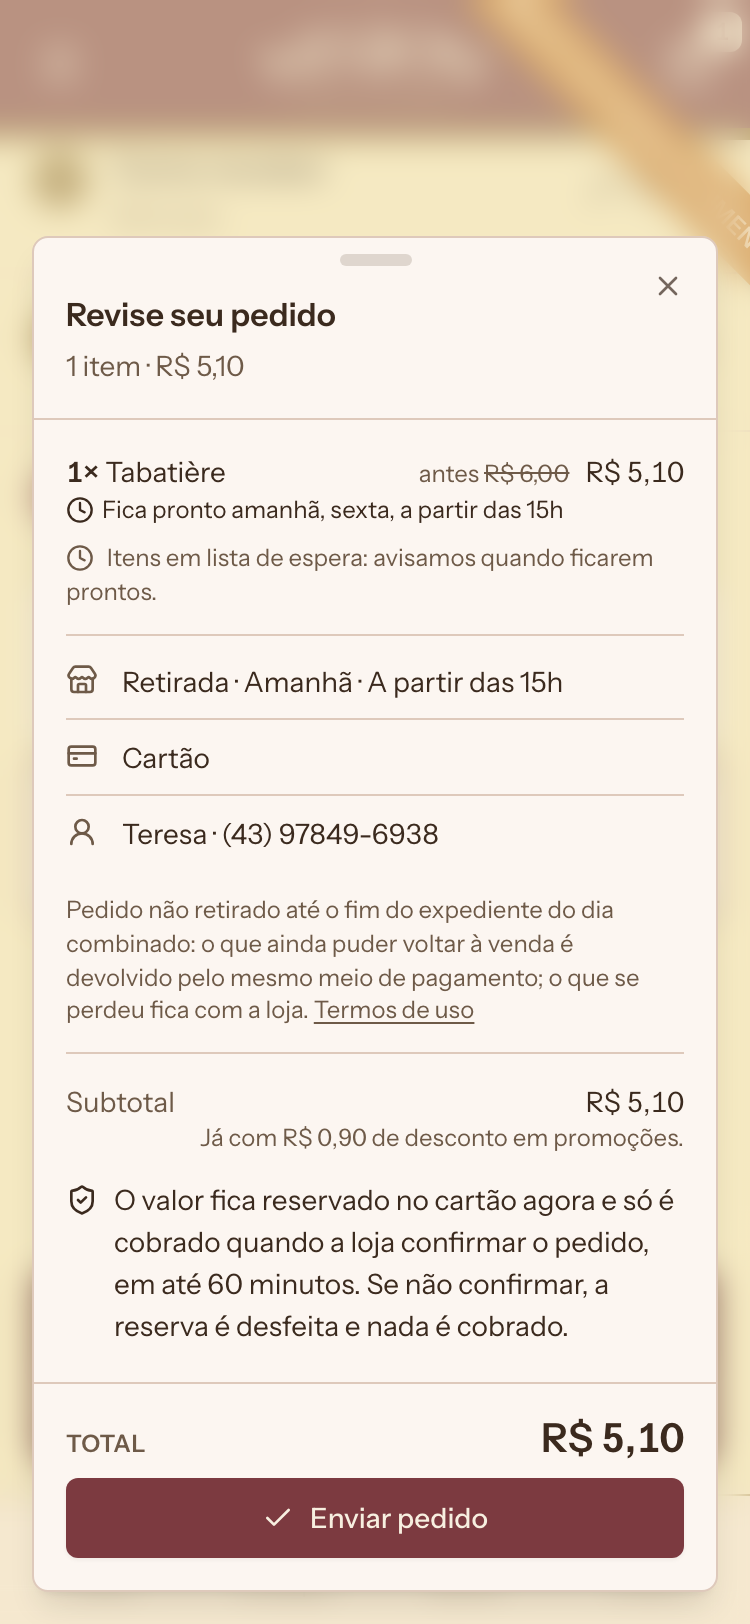 Revise seu pedido
1 item · R$ 5,10
1× Tabatière antes R$ 6,00 R$ 5,10
Fica pronto amanhã, sexta, a partir das 15h
Itens em lista de espera: avisamos quando ficarem
prontos.
Retirada · Amanhã · A partir das 15h
Cartão
Teresa · (43) 97849-6938
Pedido não retirado até o fim do expediente do dia
combinado: o que ainda puder voltar à venda é
devolvido pelo mesmo meio de pagamento; o que se
perdeu fica com a loja. Termos de uso
Subtotal R$ 5,10
Já com R$ 0,90 de desconto em promoções.
O valor fica reservado no cartão agora e só é
cobrado quando a loja confirmar o pedido,
em até 60 minutos. Se não confirmar, a
reserva é desfeita e nada é cobrado.
TOTAL R$ 5,10
Enviar pedido